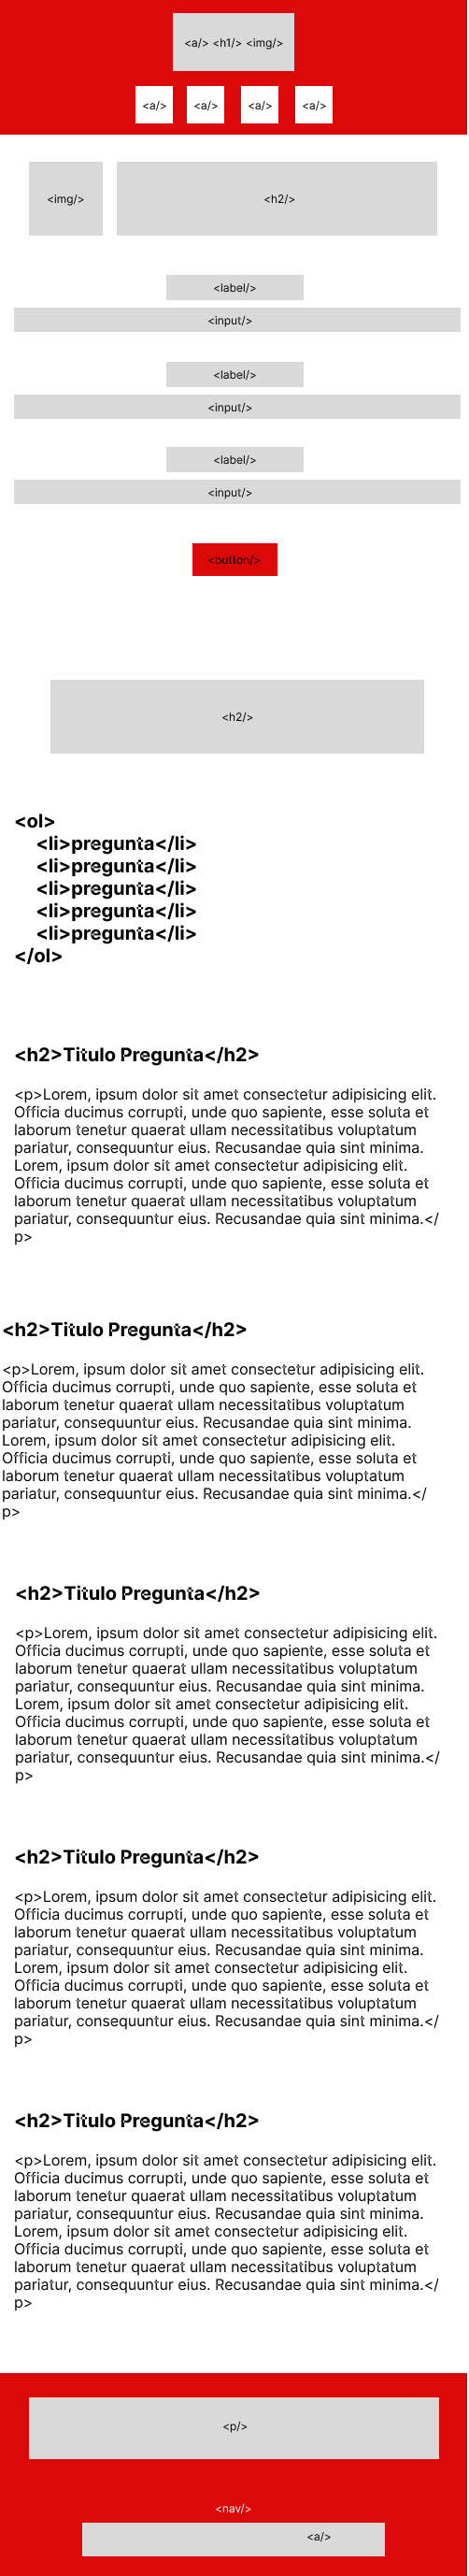 <a/> <h1/> <img/>
<a/> <a/> <a/> <a/>
<img/> <h2/>
<label/>
<input/>
<label/>
<input/>
<label/>
<input/>
<button/>
<h2/>
<ol>
<li>pregunta</li>
<li>pregunta</li>
<li>pregunta</li>
<li>pregunta</li>
<li>pregunta</li>
</ol>
<h2>Titulo Pregunta</h2>
<p>Lorem, ipsum dolor sit amet consectetur adipisicing elit.
Officia ducimus corrupti, unde quo sapiente, esse soluta et
laborum tenetur quaerat ullam necessitatibus voluptatum
pariatur, consequuntur eius. Recusandae quia sint minima.
Lorem, ipsum dolor sit amet consectetur adipisicing elit.
Officia ducimus corrupti, unde quo sapiente, esse soluta et
laborum tenetur quaerat ullam necessitatibus voluptatum
pariatur, consequuntur eius. Recusandae quia sint minima.</
p>
<h2>Titulo Pregunta</h2>
<p>Lorem, ipsum dolor sit amet consectetur adipisicing elit.
Officia ducimus corrupti, unde quo sapiente, esse soluta et
laborum tenetur quaerat ullam necessitatibus voluptatum
pariatur, consequuntur eius. Recusandae quia sint minima.
Lorem, ipsum dolor sit amet consectetur adipisicing elit.
Officia ducimus corrupti, unde quo sapiente, esse soluta et
laborum tenetur quaerat ullam necessitatibus voluptatum
pariatur, consequuntur eius. Recusandae quia sint minima.</
p>
<h2>Titulo Pregunta</h2>
<p>Lorem, ipsum dolor sit amet consectetur adipisicing elit.
Officia ducimus corrupti, unde quo sapiente, esse soluta et
laborum tenetur quaerat ullam necessitatibus voluptatum
pariatur, consequuntur eius. Recusandae quia sint minima.
Lorem, ipsum dolor sit amet consectetur adipisicing elit.
Officia ducimus corrupti, unde quo sapiente, esse soluta et
laborum tenetur quaerat ullam necessitatibus voluptatum
pariatur, consequuntur eius. Recusandae quia sint minima.</
p>
<h2>Titulo Pregunta</h2>
<p>Lorem, ipsum dolor sit amet consectetur adipisicing elit.
Officia ducimus corrupti, unde quo sapiente, esse soluta et
laborum tenetur quaerat ullam necessitatibus voluptatum
pariatur, consequuntur eius. Recusandae quia sint minima.
Lorem, ipsum dolor sit amet consectetur adipisicing elit.
Officia ducimus corrupti, unde quo sapiente, esse soluta et
laborum tenetur quaerat ullam necessitatibus voluptatum
pariatur, consequuntur eius. Recusandae quia sint minima.</
p>
<h2>Titulo Pregunta</h2>
<p>Lorem, ipsum dolor sit amet consectetur adipisicing elit.
Officia ducimus corrupti, unde quo sapiente, esse soluta et
laborum tenetur quaerat ullam necessitatibus voluptatum
pariatur, consequuntur eius. Recusandae quia sint minima.
Lorem, ipsum dolor sit amet consectetur adipisicing elit.
Officia ducimus corrupti, unde quo sapiente, esse soluta et
laborum tenetur quaerat ullam necessitatibus voluptatum
pariatur, consequuntur eius. Recusandae quia sint minima.</
p>
<p/>
<nav/>
<a/>